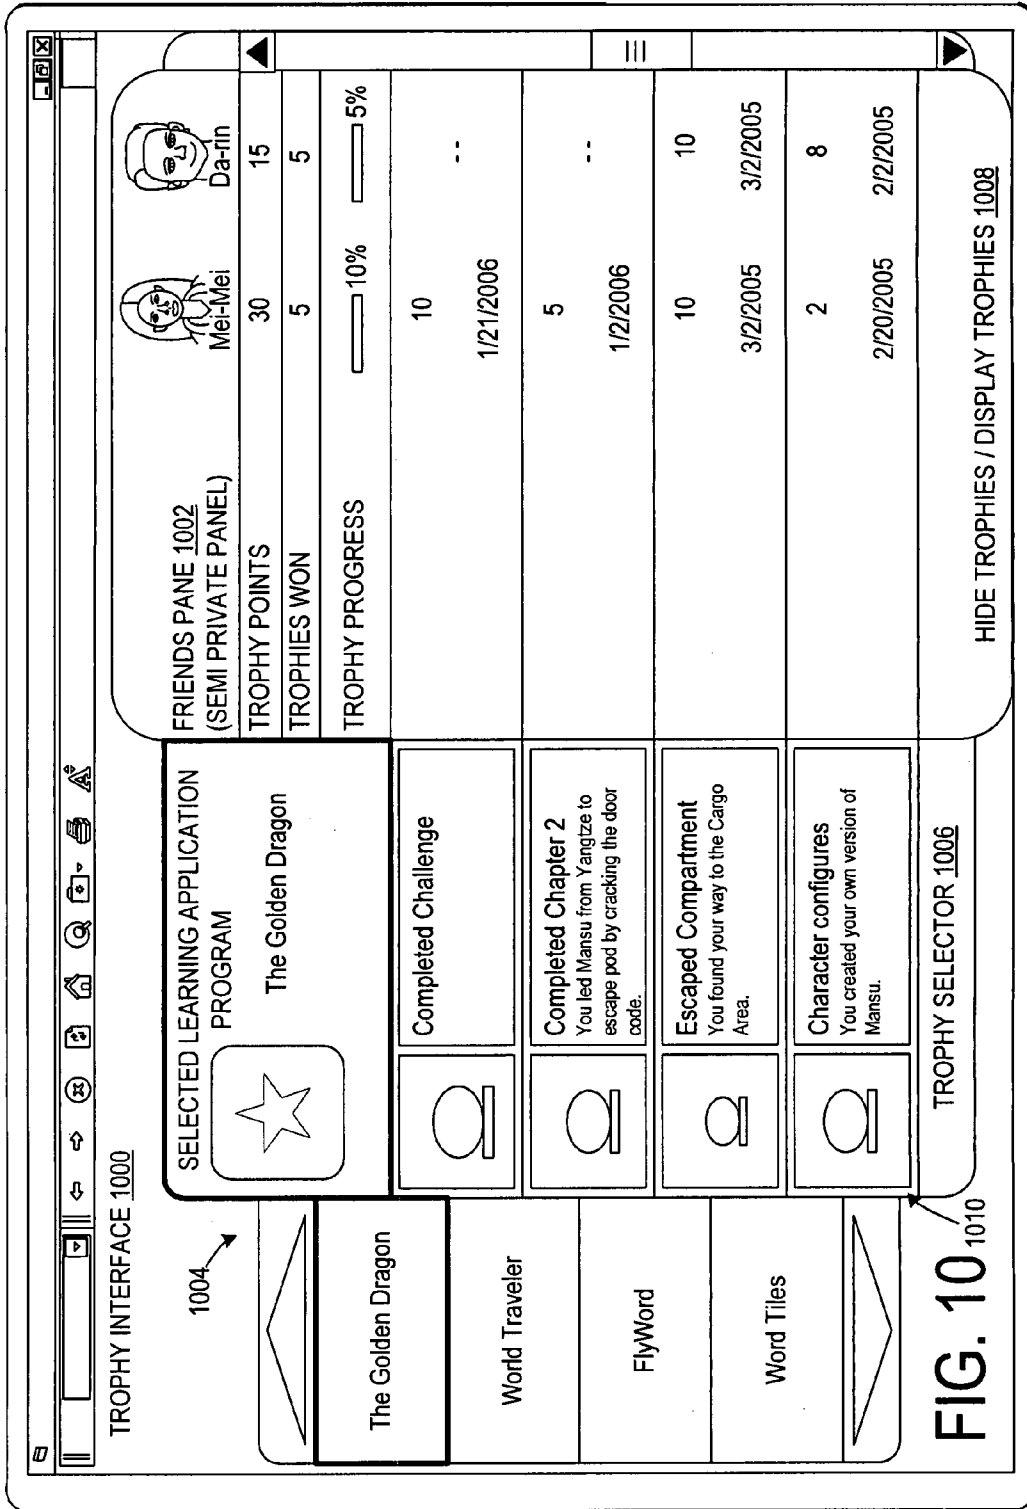 TROPHY INTERFACE 1000
1004
The Golden Dragon
World Traveler
FlyWord
Word Tiles
SELECTED LEARNING APPLICATION
PROGRAM
The Golden Dragon
Completed Challenge
Completed Chapter 2
You led Mansu from Yangtze to
escape pod by cracking the door
code.
Escaped Compartment
You found your way to the Cargo
Area.
Character configures
You created your own version of
Mansu.
TROPHY SELECTOR 1006
1010
FRIENDS PANE 1002
(SEMI PRIVATE PANEL)
Mei-Mei Da-rin
TROPHY POINTS 30 15
TROPHIES WON 5 5
TROPHY PROGRESS 10% 5%
10 --
1/21/2006
5 --
1/2/2006
10 10
3/2/2005 3/2/2005
2 8
2/20/2005 2/2/2005
HIDE TROPHIES / DISPLAY TROPHIES 1008
FIG. 10